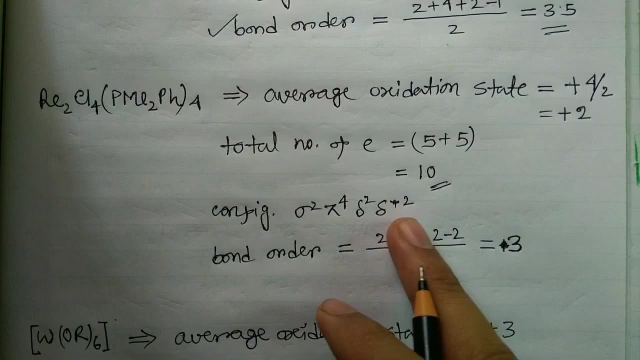 ✓bond order = 2+4+2-1/2 = 3.5
Re2Cl4(PMe2Ph)4 ⇒ average oxidation state = +4/2
= +2
total no. of e = (5+5)
= 10
config. σ²π⁴δ²δ*²
bond order = 2 2-2 = 3
[W(OR)6] ⇒ average +3